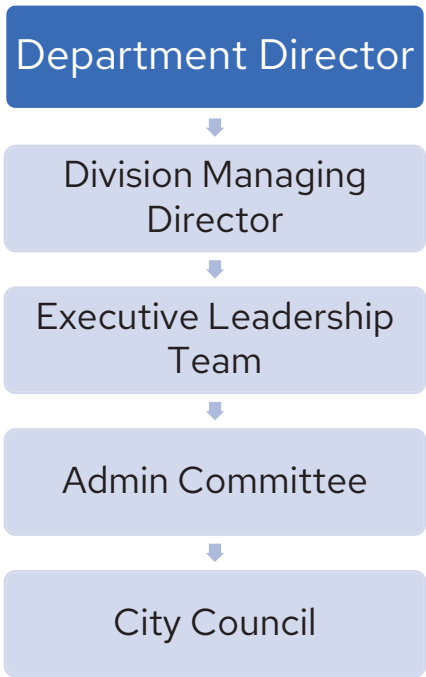 Department Director
Division Managing
Director
Executive Leadership
Team
Admin Committee
City Council